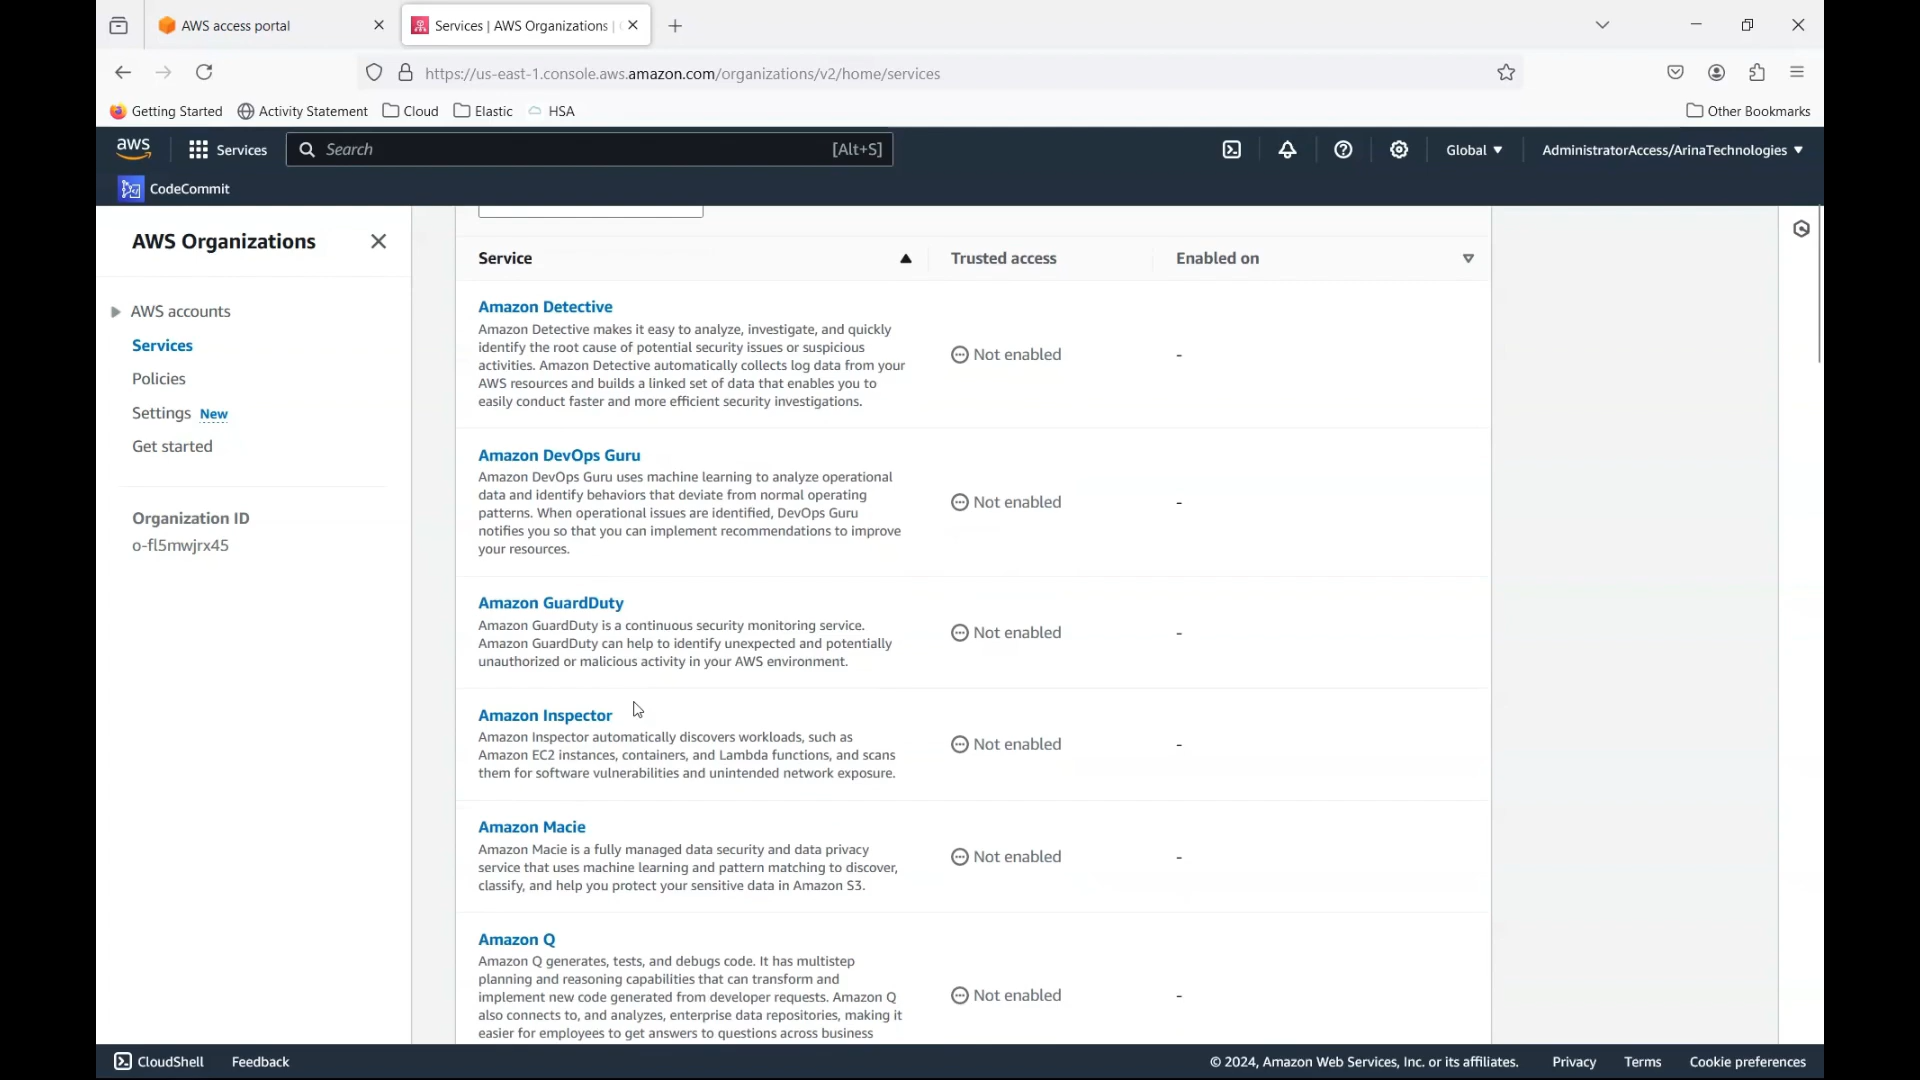 AWS access portal
Services | AWS Organizations |
https://us-east-1.console.aws.amazon.com/organizations/v2/home/services
Getting Started Activity Statement Cloud Elastic HSA Other Bookmarks
aws Services Search [Alt+S] Global AdministratorAccess/ArinaTechnologies
CodeCommit
AWS Organizations
AWS accounts
Services
Policies
Settings New
Get started
Organization ID
o-fl5mwjrx45
Service Trusted access Enabled on
Amazon Detective
Amazon Detective makes it easy to analyze, investigate, and quickly
identify the root cause of potential security issues or suspicious
activities. Amazon Detective automatically collects log data from your
AWS resources and builds a linked set of data that enables you to
easily conduct faster and more efficient security investigations.
Not enabled -
Amazon DevOps Guru
Amazon DevOps Guru uses machine learning to analyze operational
data and identify behaviors that deviate from normal operating
patterns. When operational issues are identified, DevOps Guru
notifies you so that you can implement recommendations to improve
your resources.
Not enabled -
Amazon GuardDuty
Amazon GuardDuty is a continuous security monitoring service.
Amazon GuardDuty can help to identify unexpected and potentially
unauthorized or malicious activity in your AWS environment.
Not enabled -
Amazon Inspector
Amazon Inspector automatically discovers workloads, such as
Amazon EC2 instances, containers, and Lambda functions, and scans
them for software vulnerabilities and unintended network exposure.
Not enabled -
Amazon Macie
Amazon Macie is a fully managed data security and data privacy
service that uses machine learning and pattern matching to discover,
classify, and help you protect your sensitive data in Amazon S3.
Not enabled -
Amazon Q
Amazon Q generates, tests, and debugs code. It has multistep
planning and reasoning capabilities that can transform and
implement new code generated from developer requests. Amazon Q
also connects to, and analyzes, enterprise data repositories, making it
easier for employees to get answers to questions across business
Not enabled -
CloudShell Feedback © 2024, Amazon Web Services, Inc. or its affiliates. Privacy Terms Cookie preferences